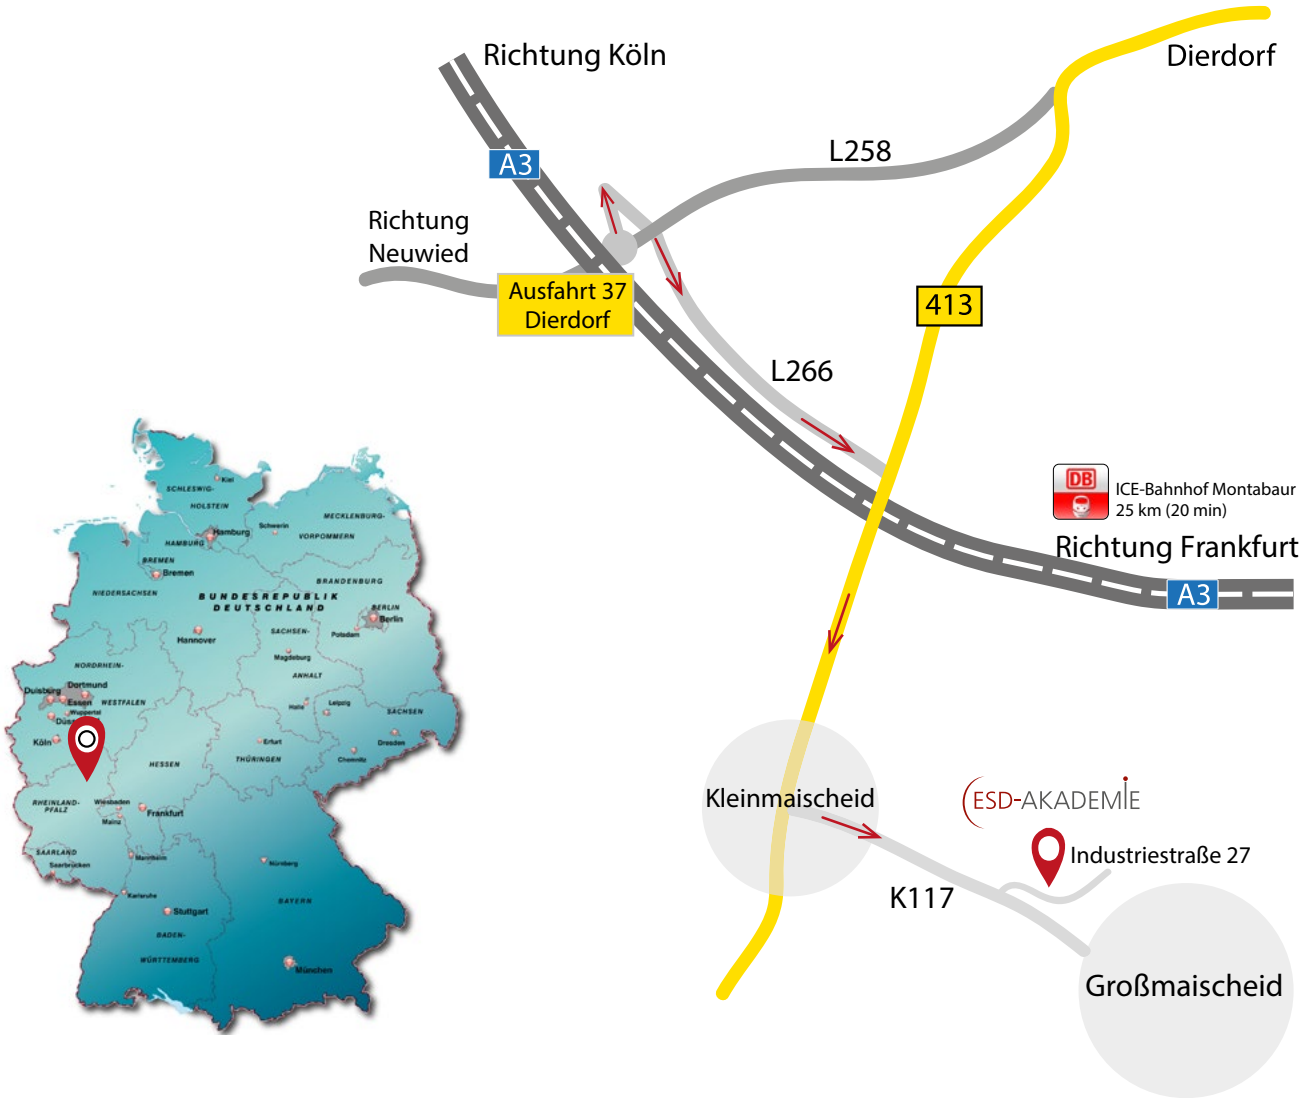 Richtung Köln
Dierdorf
A3
L258
Richtung
Neuwied
Ausfahrt 37
Dierdorf
413
L266
DB
ICE-Bahnhof Montabaur
25 km (20 min)
Richtung Frankfurt
A3
Kleinmaischeid
ESD-AKADEMIE
Industriestraße 27
K117
Großmaischeid
Kiel
SCHLESWIG-
HOLSTEIN
MECKLENBURG-
VORPOMMERN
Schwerin
Hamburg
HAMBURG
BREMEN
Bremen
NIEDERSACHSEN
BRANDENBURG
BUNDESREPUBLIK
DEUTSCHLAND
BERLIN
Berlin
Potsdam
Hannover
SACHSEN-
Magdeburg
ANHALT
NORDRHEIN-
WESTFALEN
Duisburg
Dortmund
Essen
Wuppertal
Köln
Halle
Leipzig
SACHSEN
Dresden
Chemnitz
Erfurt
THÜRINGEN
HESSEN
RHEINLAND-
PFALZ
Wiesbaden
Mainz
Frankfurt
SAARLAND
Saarbrücken
Mannheim
Nürnberg
Karlsruhe
Stuttgart
BAYERN
BADEN-
WÜRTTEMBERG
München